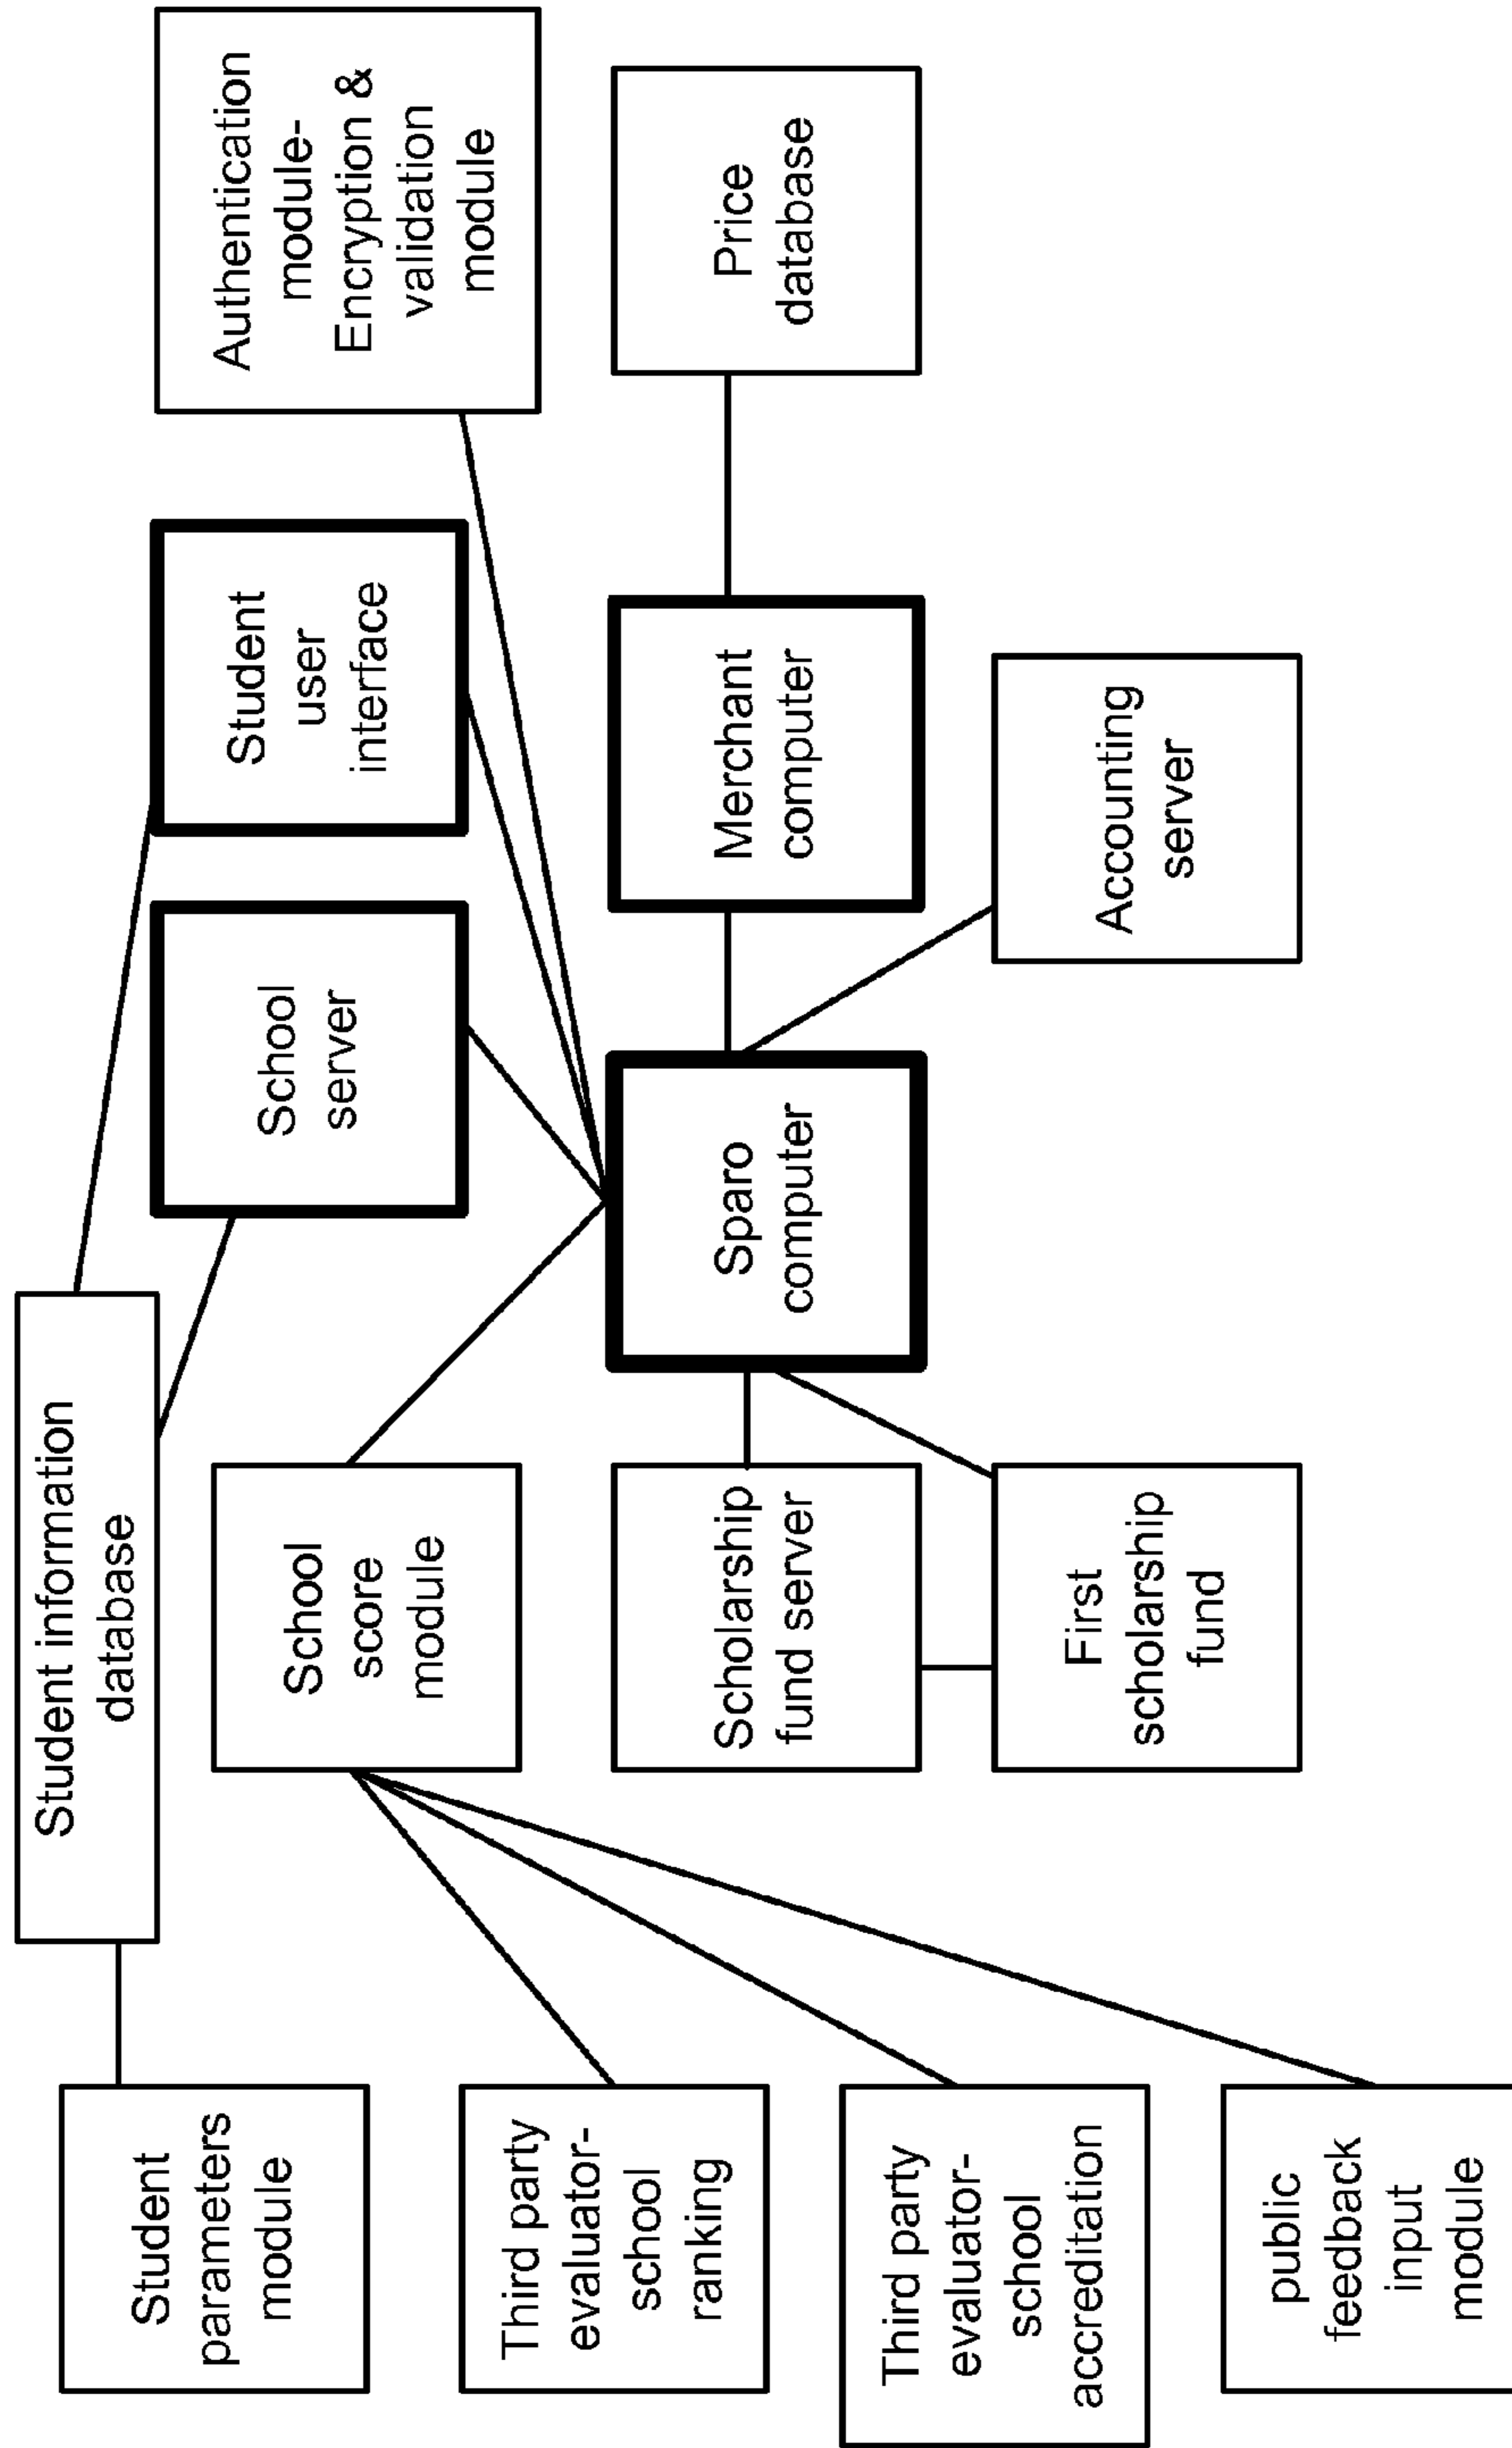 Student information
database
Student
parameters
module
Third party
evaluator-
school
ranking
Third party
evaluator-
school
accreditation
public
feedback
input
module
School
score
module
Scholarship
fund server
First
scholarship
fund
School
server
Student
user
interface
Authentication
module-
Encryption &
validation
module
Sparo
computer
Merchant
computer
Price
database
Accounting
server